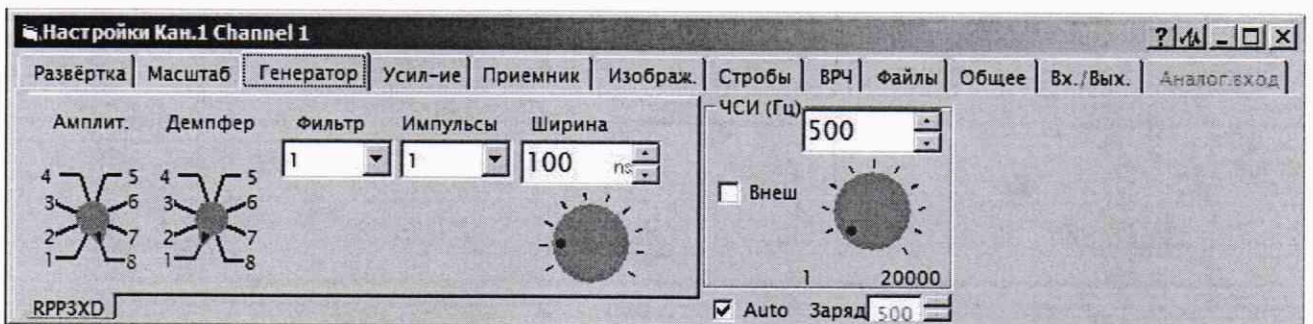 Настройки Кан.1 Channel 1
Развёртка Масштаб Генератор Усил-ие Приемник Изображ. Стробы ВРЧ Файлы Общее Вх./Вых. Аналог.вход
Амплит. Демпфер Фильтр Импульсы Ширина
1 1 100 ns
4 5 4 5
3 6 3 6
2 7 2 7
1 8 1 8
RPP3XD
ЧСИ (Гц)
500
Внеш
1 20000
Auto Заряд 500